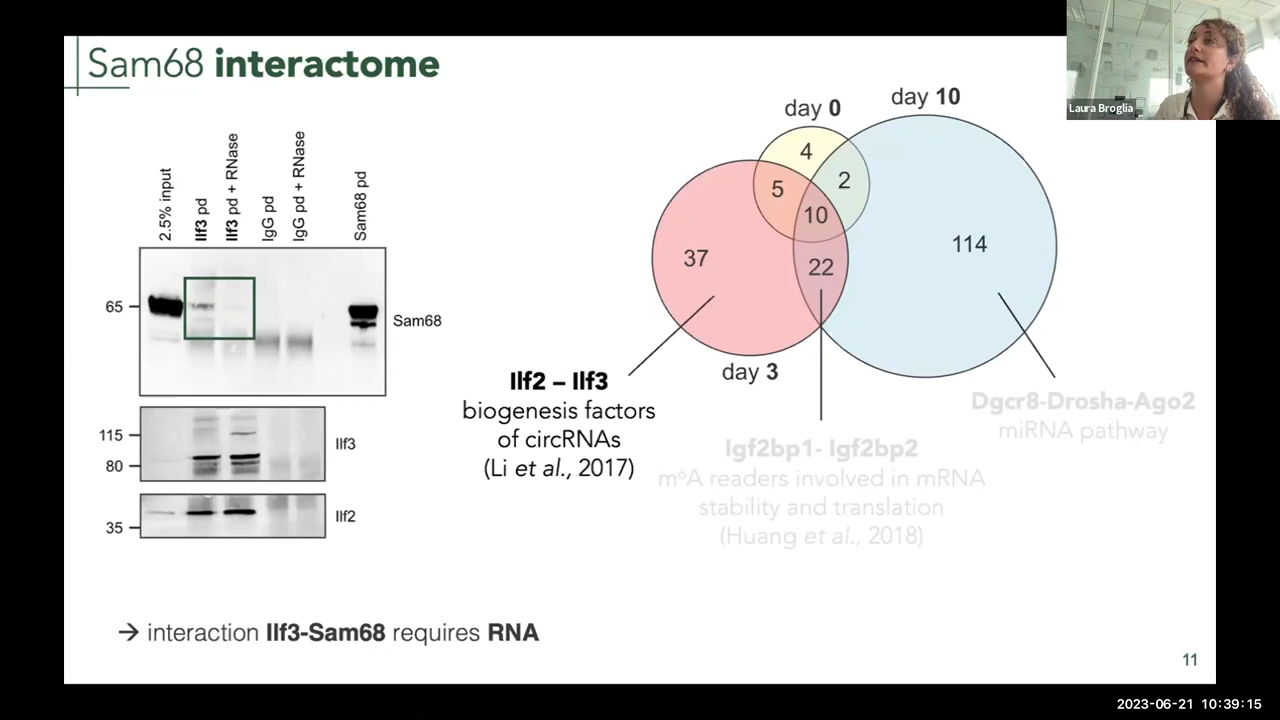 Sam68 interactome
Laura Broglia
2.5% input
Ilf3 pd
Ilf3 pd + RNase
IgG pd
IgG pd + RNase
Sam68 pd
65
Sam68
115
80
Ilf3
35
Ilf2
day 0
day 10
4
5
2
10
37
22
114
day 3
Ilf2 – Ilf3
biogenesis factors
of circRNAs
(Li et al., 2017)
Igf2bp1- Igf2bp2
m⁶A readers involved in mRNA
stability and translation
(Huang et al., 2018)
Dgcr8-Drosha-Ago2
miRNA pathway
→ interaction Ilf3-Sam68 requires RNA
11
2023-06-21 10:39:15